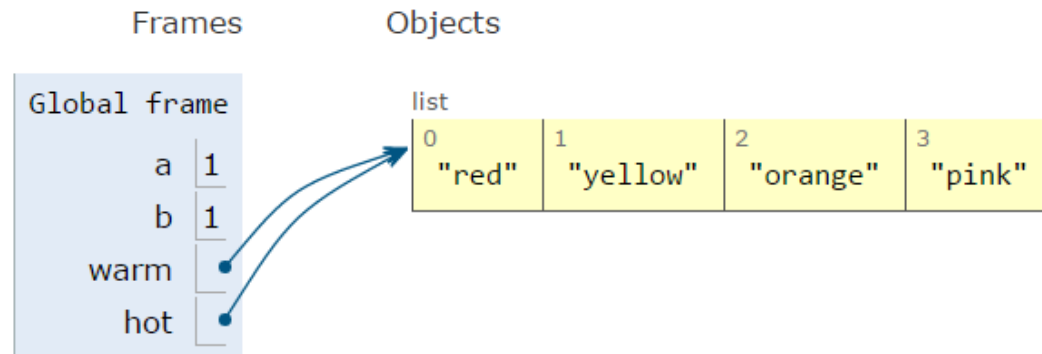 Frames Objects
Global frame
a 1
b 1
warm
hot
list
0 1 2 3
"red" "yellow" "orange" "pink"